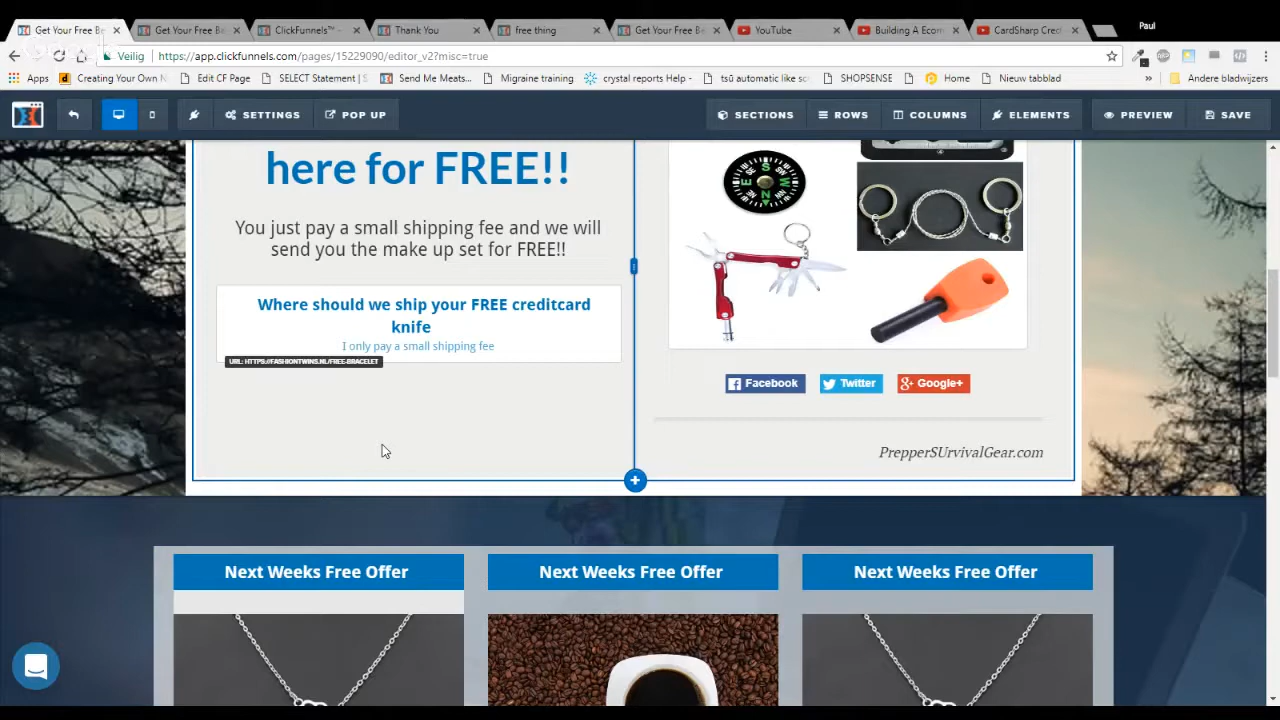 Paul
Get Your Free Be
Get Your Free Be
ClickFunnels™ -
Thank You
free thing
Get Your Free Be
YouTube
Building A Ecom
CardSharp Cred
Veilig
https://app.clickfunnels.com/pages/15229090/editor_v2?misc=true
Apps
Creating Your Own N
Edit CF Page
SELECT Statement |
Send Me Meats...
Migraine training
crystal reports Help -
automatic like sc
SHOPSENSE
Home
Nieuw tabblad
»
Andere bladwijzers
SETTINGS
POP UP
SECTIONS
ROWS
COLUMNS
ELEMENTS
PREVIEW
SAVE
here for FREE!!
You just pay a small shipping fee and we will
send you the make up set for FREE!!
Where should we ship your FREE creditcard
knife
I only pay a small shipping fee
URL: HTTPS://FASHIONTWINS.NL/FREE-BRACELET
Facebook
Twitter
Google+
PrepperSUrvivalGear.com
Next Weeks Free Offer
Next Weeks Free Offer
Next Weeks Free Offer